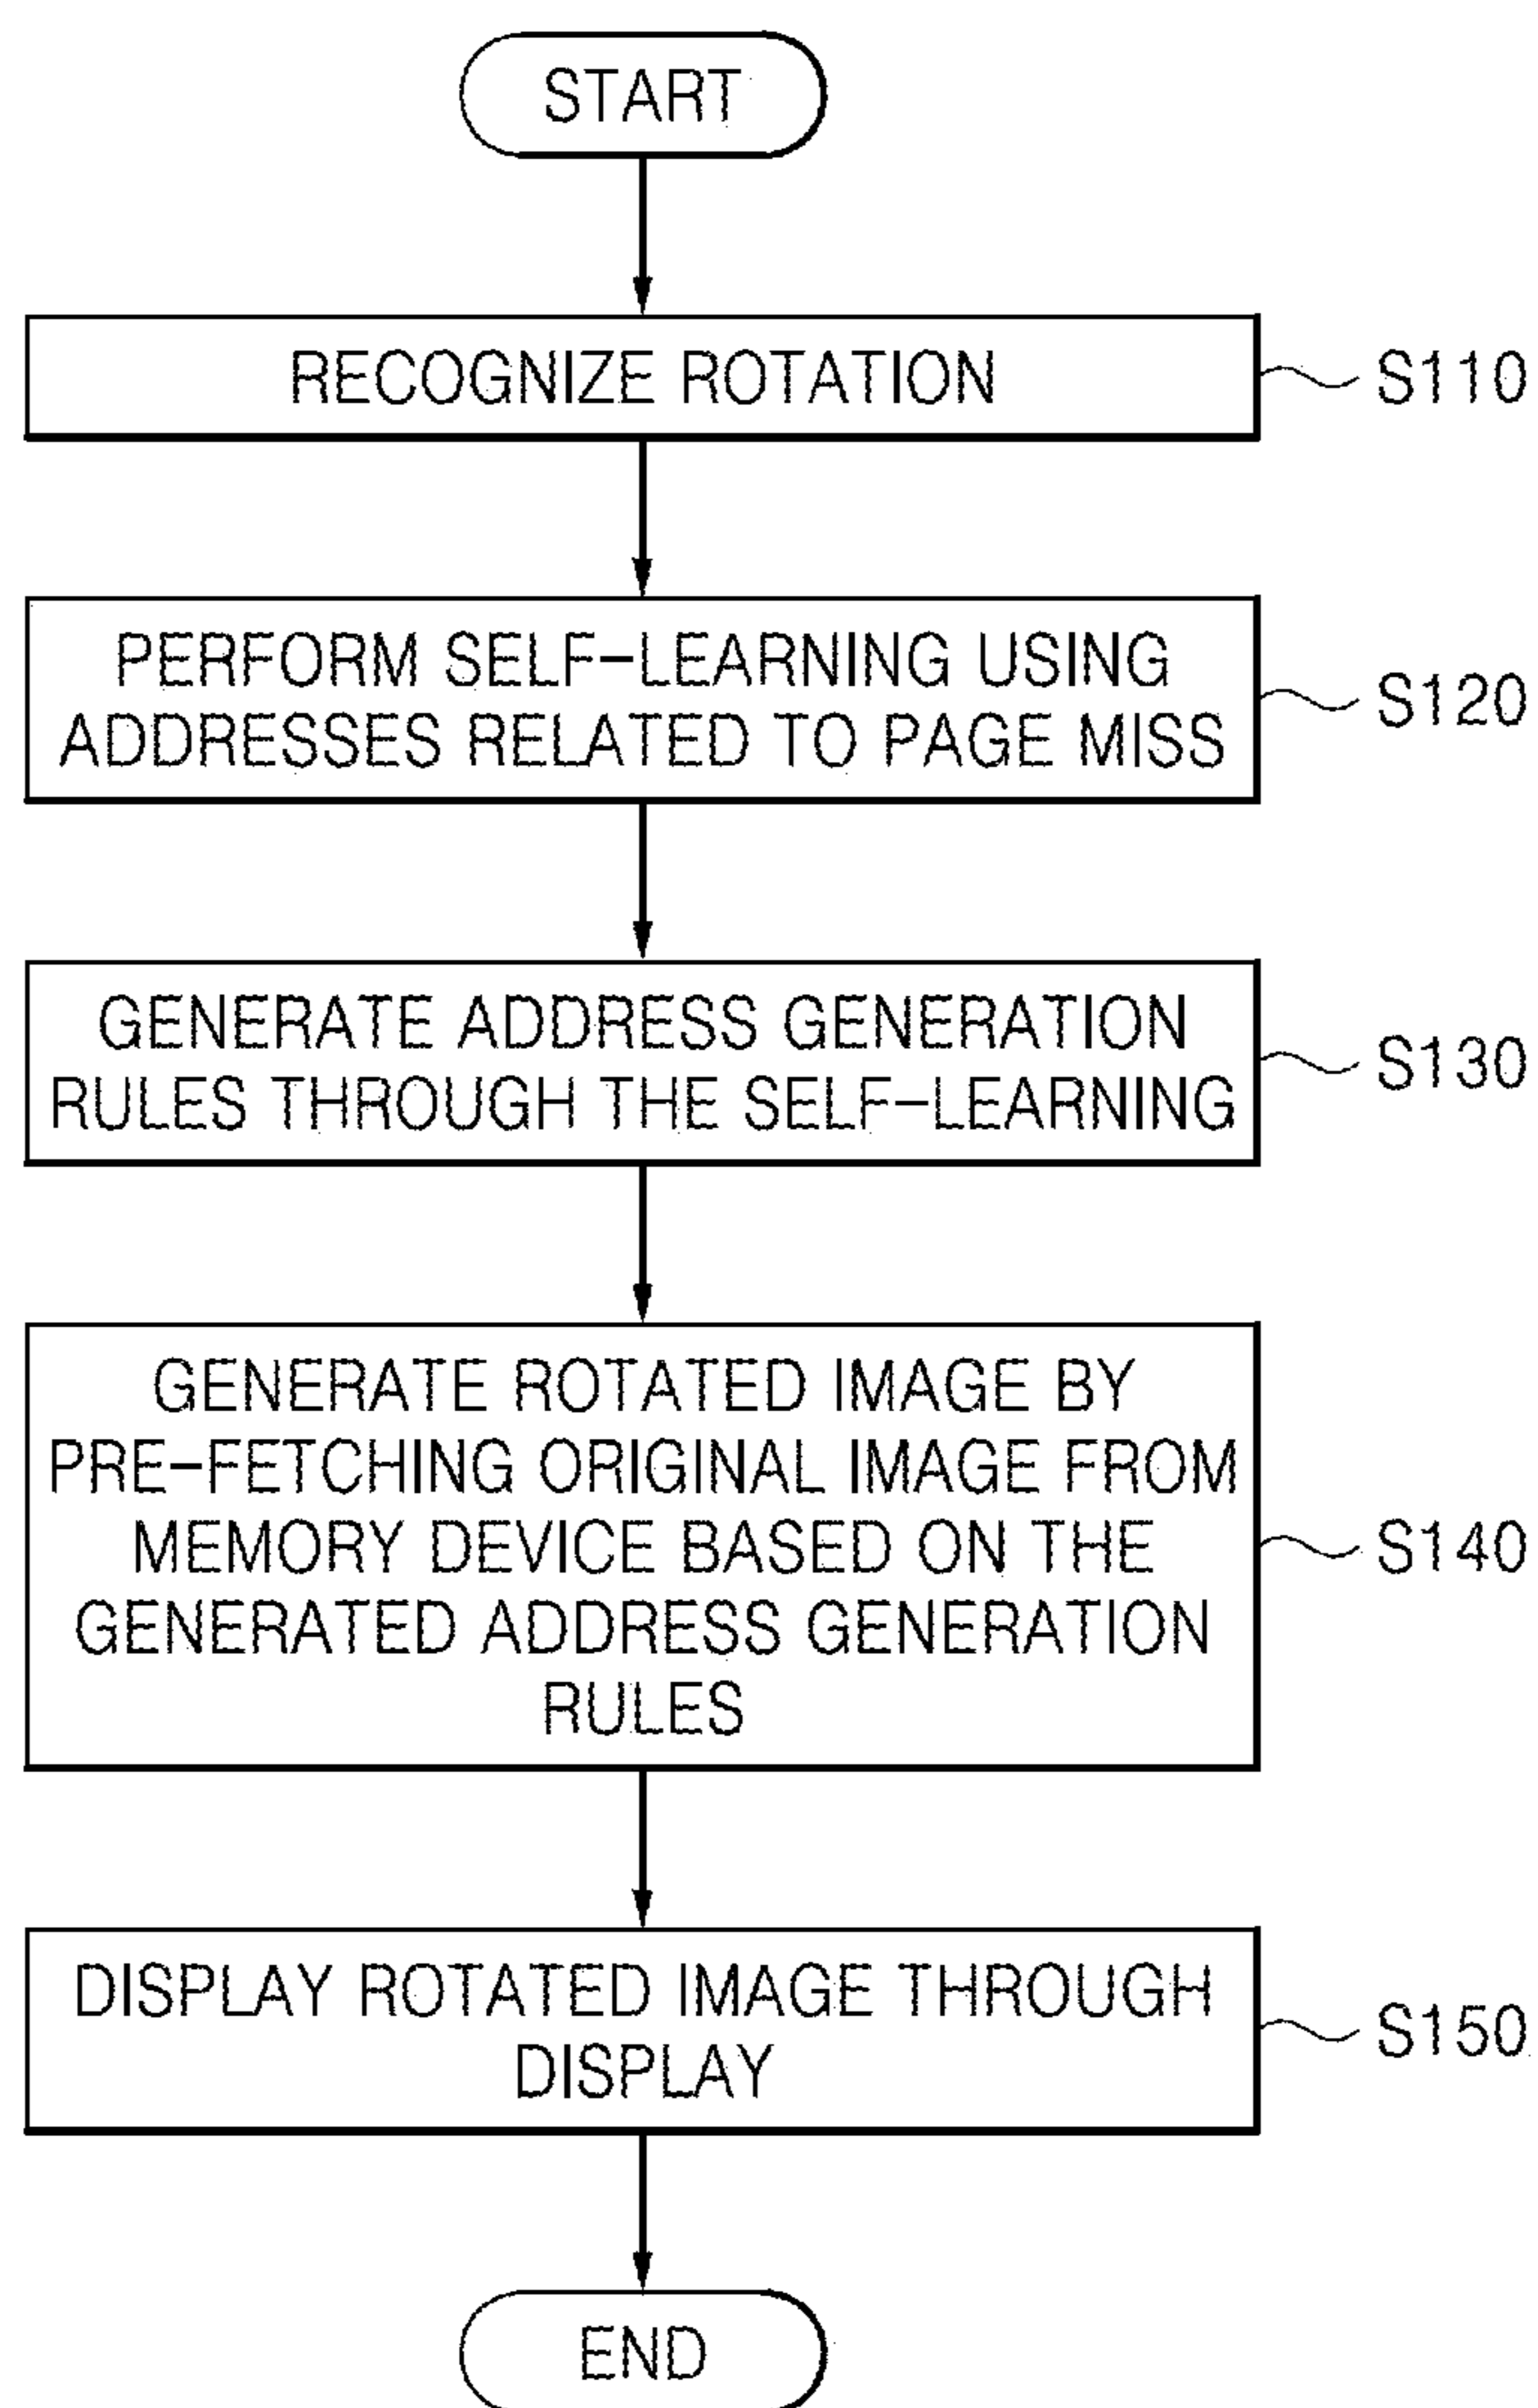 START
RECOGNIZE ROTATION
S110
PERFORM SELF-LEARNING USING
ADDRESSES RELATED TO PAGE MISS
S120
GENERATE ADDRESS GENERATION
RULES THROUGH THE SELF-LEARNING
S130
GENERATE ROTATED IMAGE BY
PRE-FETCHING ORIGINAL IMAGE FROM
MEMORY DEVICE BASED ON THE
GENERATED ADDRESS GENERATION
RULES
S140
DISPLAY ROTATED IMAGE THROUGH
DISPLAY
S150
END